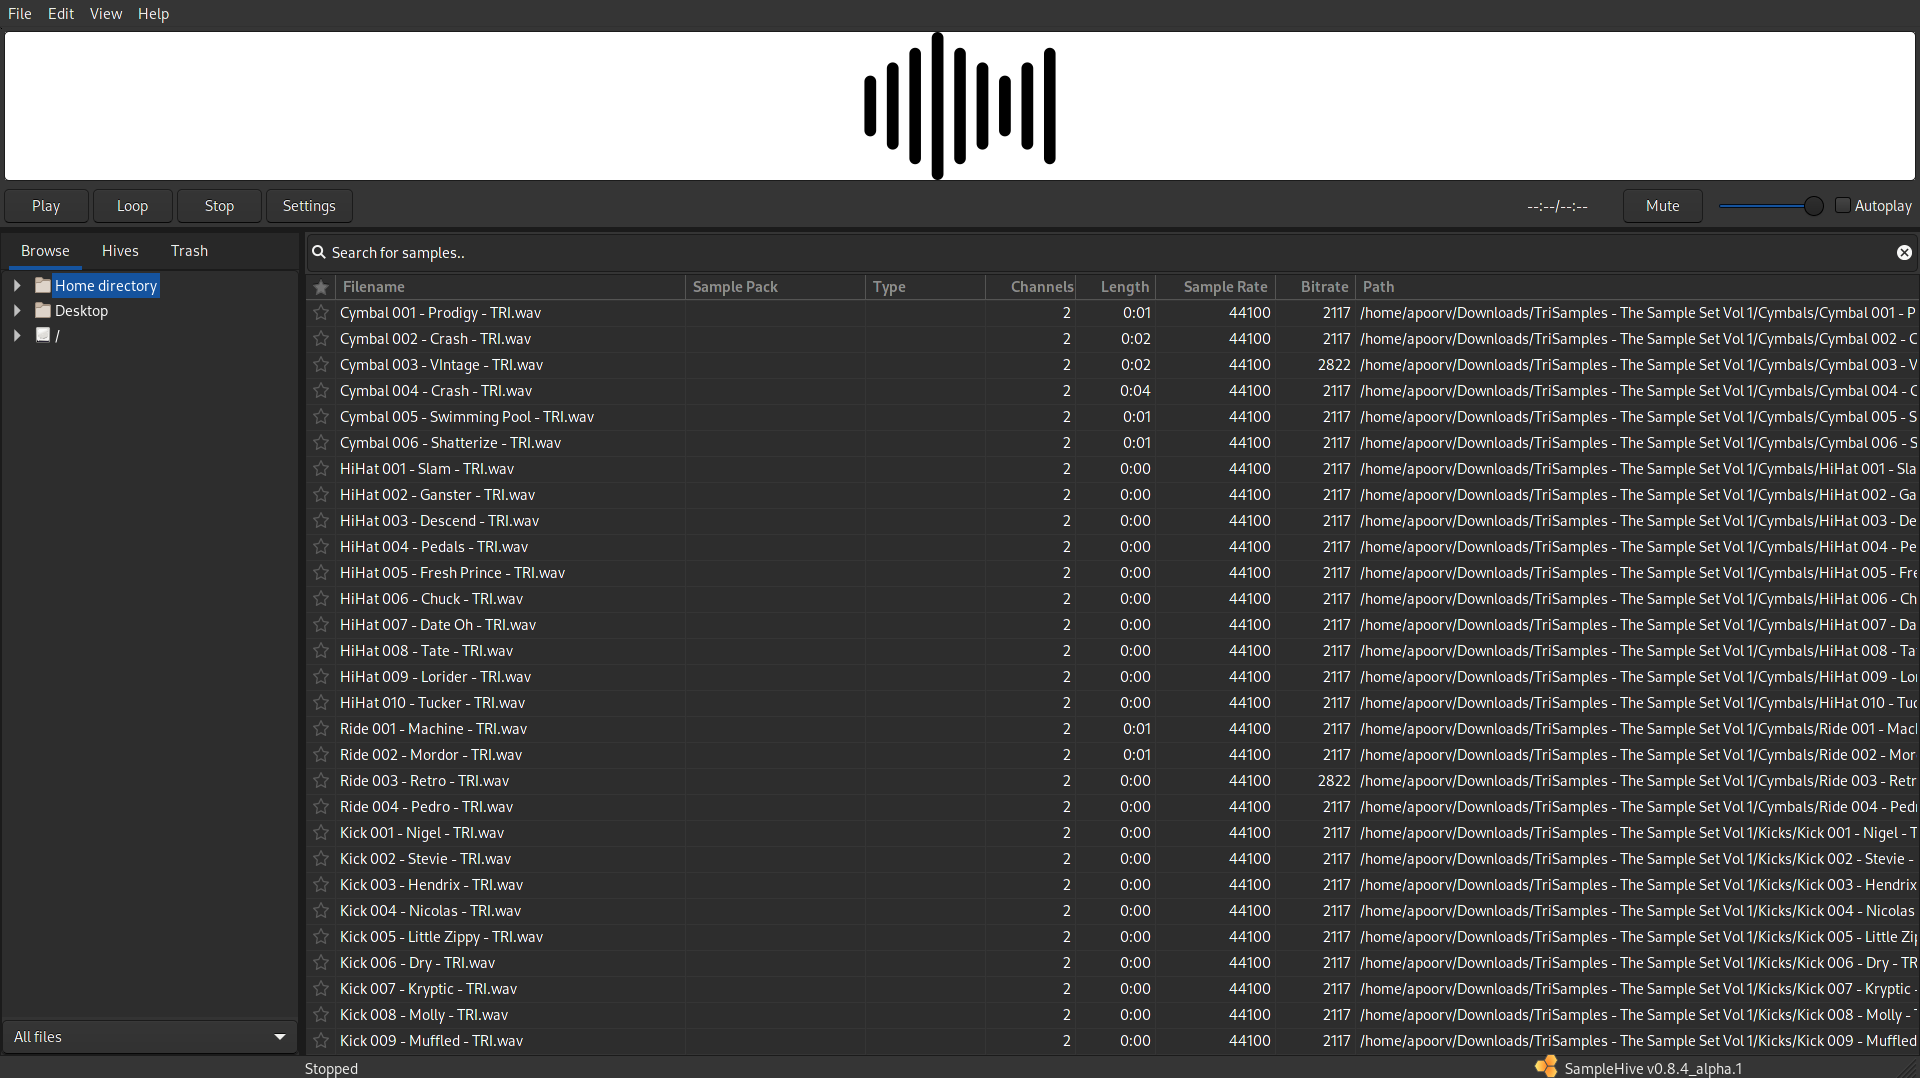 File Edit View Help
Play Loop Stop Settings --:--/--:-- Mute Autoplay
Browse Hives Trash
Home directory
Desktop
/
All files
Search for samples..
Filename Sample Pack Type Channels Length Sample Rate Bitrate Path
Cymbal 001 - Prodigy - TRI.wav 2 0:01 44100 2117 /home/apoorv/Downloads/TriSamples - The Sample Set Vol 1/Cymbals/Cymbal 001 - P
Cymbal 002 - Crash - TRI.wav 2 0:02 44100 2117 /home/apoorv/Downloads/TriSamples - The Sample Set Vol 1/Cymbals/Cymbal 002 - C
Cymbal 003 - VIntage - TRI.wav 2 0:02 44100 2822 /home/apoorv/Downloads/TriSamples - The Sample Set Vol 1/Cymbals/Cymbal 003 - V
Cymbal 004 - Crash - TRI.wav 2 0:04 44100 2117 /home/apoorv/Downloads/TriSamples - The Sample Set Vol 1/Cymbals/Cymbal 004 - C
Cymbal 005 - Swimming Pool - TRI.wav 2 0:01 44100 2117 /home/apoorv/Downloads/TriSamples - The Sample Set Vol 1/Cymbals/Cymbal 005 - S
Cymbal 006 - Shatterize - TRI.wav 2 0:01 44100 2117 /home/apoorv/Downloads/TriSamples - The Sample Set Vol 1/Cymbals/Cymbal 006 - S
HiHat 001 - Slam - TRI.wav 2 0:00 44100 2117 /home/apoorv/Downloads/TriSamples - The Sample Set Vol 1/Cymbals/HiHat 001 - Sla
HiHat 002 - Ganster - TRI.wav 2 0:00 44100 2117 /home/apoorv/Downloads/TriSamples - The Sample Set Vol 1/Cymbals/HiHat 002 - Ga
HiHat 003 - Descend - TRI.wav 2 0:00 44100 2117 /home/apoorv/Downloads/TriSamples - The Sample Set Vol 1/Cymbals/HiHat 003 - De
HiHat 004 - Pedals - TRI.wav 2 0:00 44100 2117 /home/apoorv/Downloads/TriSamples - The Sample Set Vol 1/Cymbals/HiHat 004 - Pe
HiHat 005 - Fresh Prince - TRI.wav 2 0:00 44100 2117 /home/apoorv/Downloads/TriSamples - The Sample Set Vol 1/Cymbals/HiHat 005 - Fre
HiHat 006 - Chuck - TRI.wav 2 0:00 44100 2117 /home/apoorv/Downloads/TriSamples - The Sample Set Vol 1/Cymbals/HiHat 006 - Ch
HiHat 007 - Date Oh - TRI.wav 2 0:00 44100 2117 /home/apoorv/Downloads/TriSamples - The Sample Set Vol 1/Cymbals/HiHat 007 - Da
HiHat 008 - Tate - TRI.wav 2 0:00 44100 2117 /home/apoorv/Downloads/TriSamples - The Sample Set Vol 1/Cymbals/HiHat 008 - Ta
HiHat 009 - Lorider - TRI.wav 2 0:00 44100 2117 /home/apoorv/Downloads/TriSamples - The Sample Set Vol 1/Cymbals/HiHat 009 - Lor
HiHat 010 - Tucker - TRI.wav 2 0:00 44100 2117 /home/apoorv/Downloads/TriSamples - The Sample Set Vol 1/Cymbals/HiHat 010 - Tuc
Ride 001 - Machine - TRI.wav 2 0:01 44100 2117 /home/apoorv/Downloads/TriSamples - The Sample Set Vol 1/Cymbals/Ride 001 - Mach
Ride 002 - Mordor - TRI.wav 2 0:01 44100 2117 /home/apoorv/Downloads/TriSamples - The Sample Set Vol 1/Cymbals/Ride 002 - Mor
Ride 003 - Retro - TRI.wav 2 0:00 44100 2822 /home/apoorv/Downloads/TriSamples - The Sample Set Vol 1/Cymbals/Ride 003 - Retr
Ride 004 - Pedro - TRI.wav 2 0:00 44100 2117 /home/apoorv/Downloads/TriSamples - The Sample Set Vol 1/Cymbals/Ride 004 - Pedr
Kick 001 - Nigel - TRI.wav 2 0:00 44100 2117 /home/apoorv/Downloads/TriSamples - The Sample Set Vol 1/Kicks/Kick 001 - Nigel - T
Kick 002 - Stevie - TRI.wav 2 0:00 44100 2117 /home/apoorv/Downloads/TriSamples - The Sample Set Vol 1/Kicks/Kick 002 - Stevie -
Kick 003 - Hendrix - TRI.wav 2 0:00 44100 2117 /home/apoorv/Downloads/TriSamples - The Sample Set Vol 1/Kicks/Kick 003 - Hendrix
Kick 004 - Nicolas - TRI.wav 2 0:00 44100 2117 /home/apoorv/Downloads/TriSamples - The Sample Set Vol 1/Kicks/Kick 004 - Nicolas
Kick 005 - Little Zippy - TRI.wav 2 0:00 44100 2117 /home/apoorv/Downloads/TriSamples - The Sample Set Vol 1/Kicks/Kick 005 - Little Zip
Kick 006 - Dry - TRI.wav 2 0:00 44100 2117 /home/apoorv/Downloads/TriSamples - The Sample Set Vol 1/Kicks/Kick 006 - Dry - TR
Kick 007 - Kryptic - TRI.wav 2 0:00 44100 2117 /home/apoorv/Downloads/TriSamples - The Sample Set Vol 1/Kicks/Kick 007 - Kryptic -
Kick 008 - Molly - TRI.wav 2 0:00 44100 2117 /home/apoorv/Downloads/TriSamples - The Sample Set Vol 1/Kicks/Kick 008 - Molly - T
Kick 009 - Muffled - TRI.wav 2 0:00 44100 2117 /home/apoorv/Downloads/TriSamples - The Sample Set Vol 1/Kicks/Kick 009 - Muffled
Stopped SampleHive v0.8.4_alpha.1